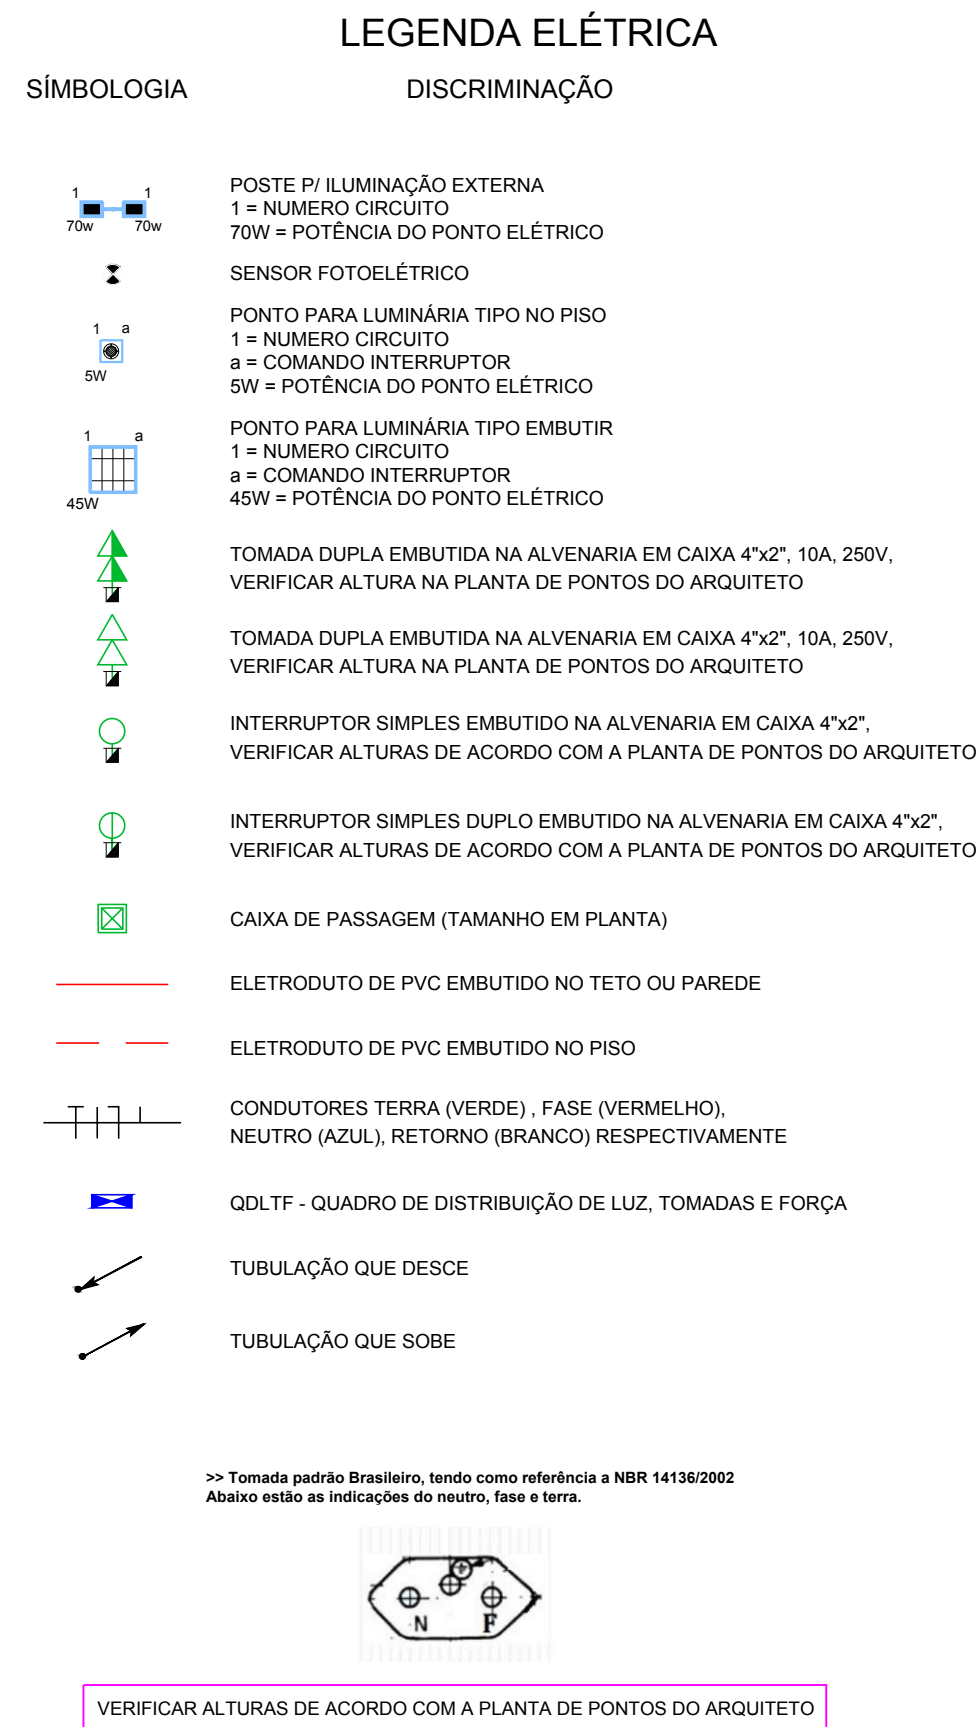 LEGENDA ELÉTRICA
SÍMBOLOGIA DISCRIMINAÇÃO
1 1
70w 70w
POSTE P/ ILUMINAÇÃO EXTERNA
1 = NUMERO CIRCUITO
70W = POTÊNCIA DO PONTO ELÉTRICO
SENSOR FOTOELÉTRICO
1 a
5W
PONTO PARA LUMINÁRIA TIPO NO PISO
1 = NUMERO CIRCUITO
a = COMANDO INTERRUPTOR
5W = POTÊNCIA DO PONTO ELÉTRICO
1 a
45W
PONTO PARA LUMINÁRIA TIPO EMBUTIR
1 = NUMERO CIRCUITO
a = COMANDO INTERRUPTOR
45W = POTÊNCIA DO PONTO ELÉTRICO
TOMADA DUPLA EMBUTIDA NA ALVENARIA EM CAIXA 4"x2", 10A, 250V,
VERIFICAR ALTURA NA PLANTA DE PONTOS DO ARQUITETO
TOMADA DUPLA EMBUTIDA NA ALVENARIA EM CAIXA 4"x2", 10A, 250V,
VERIFICAR ALTURA NA PLANTA DE PONTOS DO ARQUITETO
INTERRUPTOR SIMPLES EMBUTIDO NA ALVENARIA EM CAIXA 4"x2",
VERIFICAR ALTURAS DE ACORDO COM A PLANTA DE PONTOS DO ARQUITETO
INTERRUPTOR SIMPLES DUPLO EMBUTIDO NA ALVENARIA EM CAIXA 4"x2",
VERIFICAR ALTURAS DE ACORDO COM A PLANTA DE PONTOS DO ARQUITETO
CAIXA DE PASSAGEM (TAMANHO EM PLANTA)
ELETRODUTO DE PVC EMBUTIDO NO TETO OU PAREDE
ELETRODUTO DE PVC EMBUTIDO NO PISO
CONDUTORES TERRA (VERDE) , FASE (VERMELHO),
NEUTRO (AZUL), RETORNO (BRANCO) RESPECTIVAMENTE
QDLTF - QUADRO DE DISTRIBUIÇÃO DE LUZ, TOMADAS E FORÇA
TUBULAÇÃO QUE DESCE
TUBULAÇÃO QUE SOBE
>> Tomada padrão Brasileiro, tendo como referência a NBR 14136/2002
Abaixo estão as indicações do neutro, fase e terra.
N F
VERIFICAR ALTURAS DE ACORDO COM A PLANTA DE PONTOS DO ARQUITETO